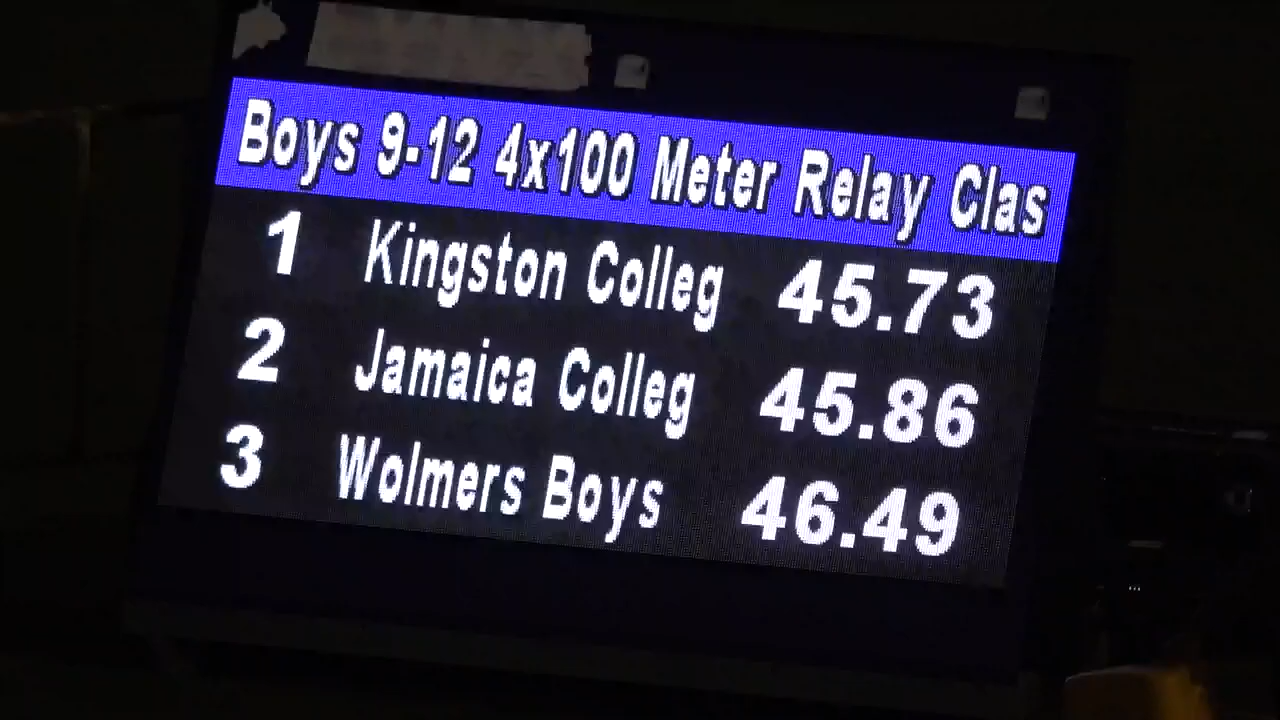 Boys 9-12 4x100 Meter Relay Clas
1 Kingston Colleg 45.73
2 Jamaica Colleg 45.86
3 Wolmers Boys 46.49